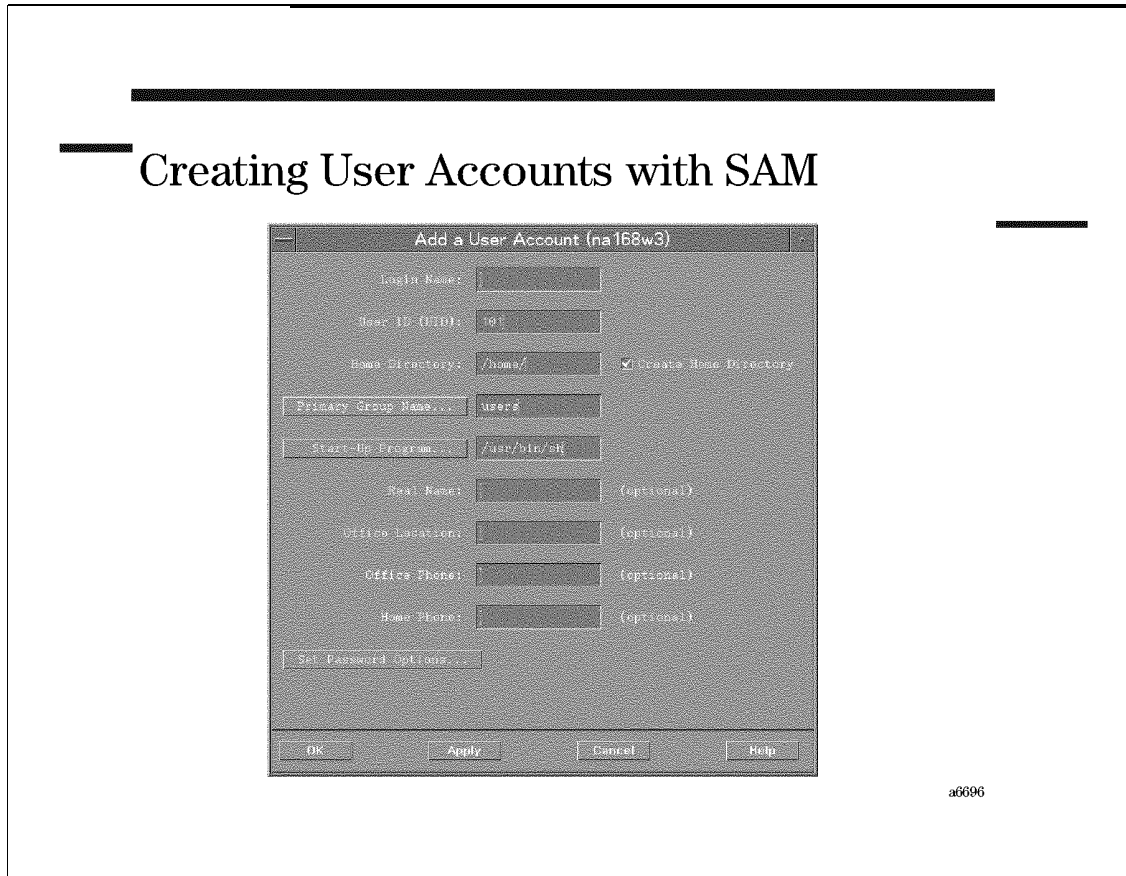 Creating User Accounts with SAM
Add a User Account (na168w3)
Login Name:
User ID (UID): 101
Home Directory: /home/ Create Home Directory
Primary Group Name... users
Start-Up Program... /usr/bin/sh
Real Name: (optional)
Office Location: (optional)
Office Phone: (optional)
Home Phone: (optional)
Set Password Options...
OK Apply Cancel Help
a6696